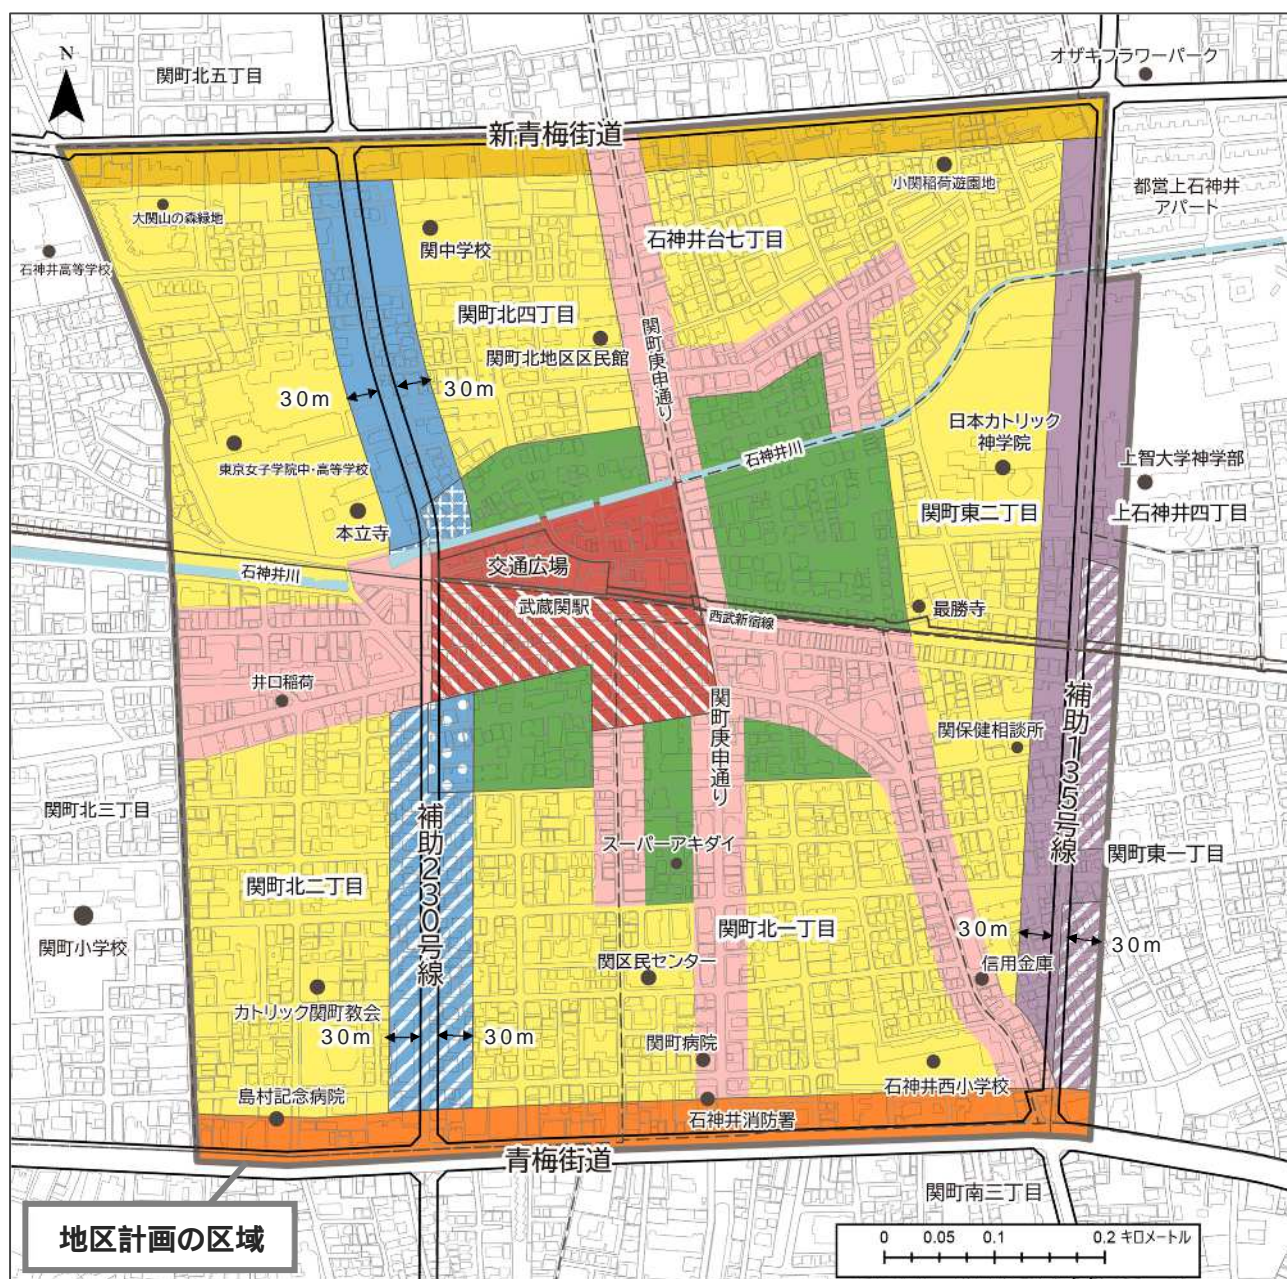 N
関町北五丁目
オザキフラワーパーク
新青梅街道
小関稲荷遊園地
都営上石神井
アパート
大関山の森緑地
関中学校
石神井台七丁目
石神井高等学校
関町北四丁目
関町庚申通り
関町北地区区民館
30m
30m
日本カトリック
神学院
石神井川
東京女子学院中・高等学校
上智大学神学部
本立寺
関町東二丁目
上石神井四丁目
交通広場
石神井川
武蔵関駅
西武新宿線
最勝寺
井口稲荷
関町庚申通り
補助135号線
関保健相談所
関町北三丁目
補助230号線
スーパーアキダイ
関町東一丁目
関町北二丁目
関町北一丁目
30m
30m
関町小学校
関区民センター
信用金庫
カトリック関町教会
30m
30m
関町病院
石神井西小学校
島村記念病院
石神井消防署
青梅街道
関町南三丁目
地区計画の区域
0 0.05 0.1 0.2 キロメートル